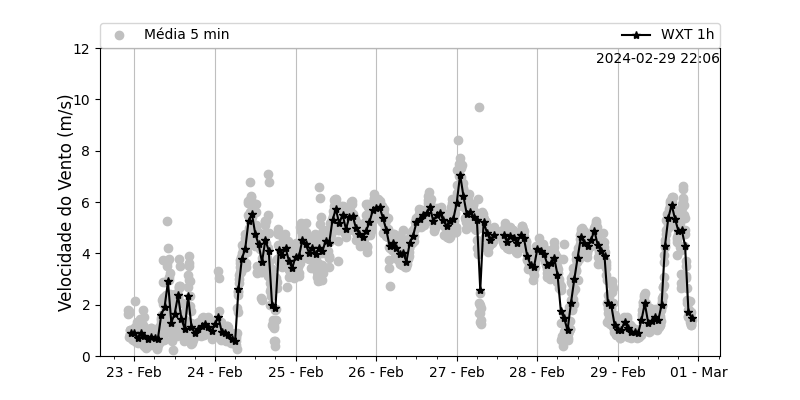 Média 5 min
WXT 1h
2024-02-29 22:06
Velocidade do Vento (m/s)
12
10
8
6
4
2
0
23 - Feb
24 - Feb
25 - Feb
26 - Feb
27 - Feb
28 - Feb
29 - Feb
01 - Mar